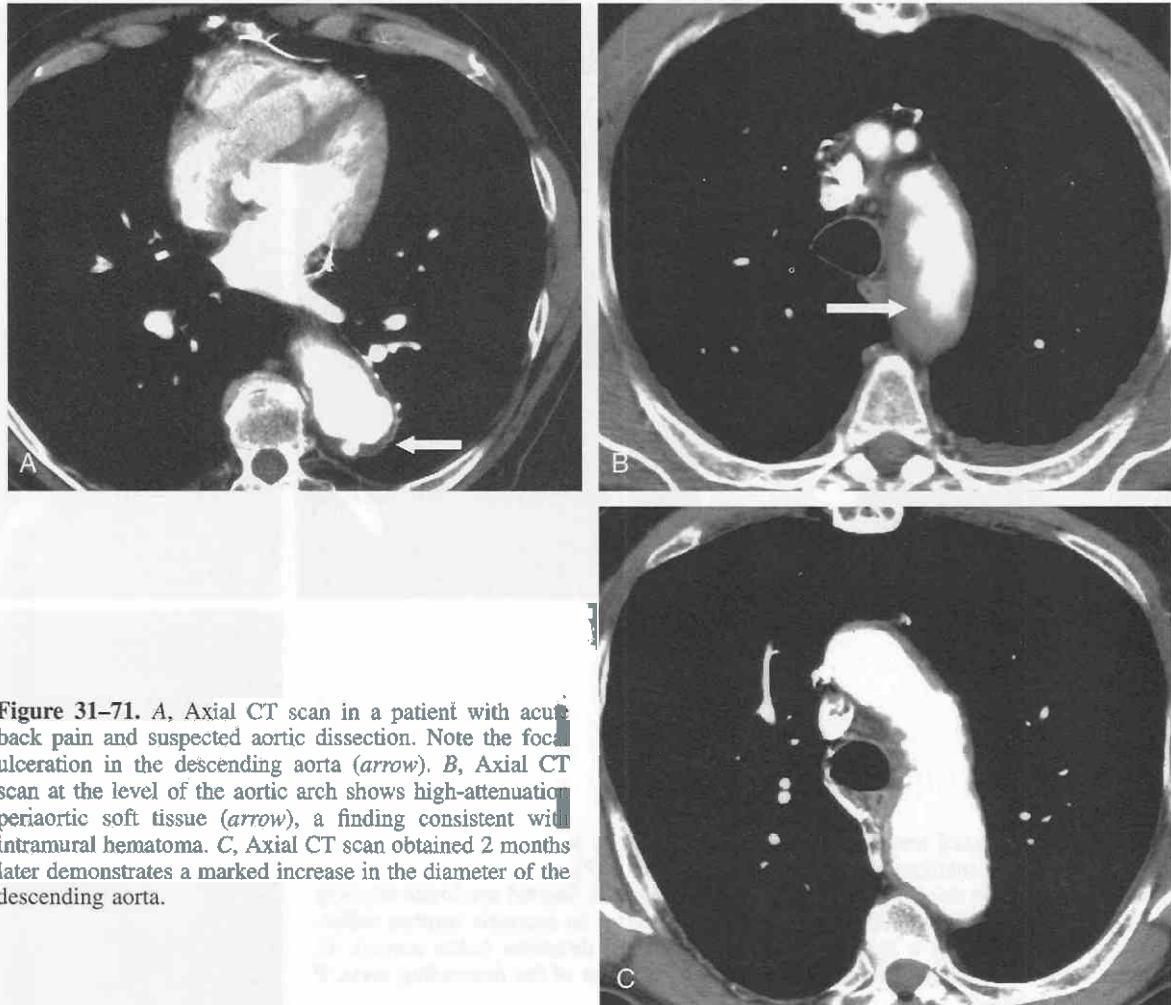 A
B
C
Figure 31–71. A, Axial CT scan in a patient with acute
back pain and suspected aortic dissection. Note the focal
ulceration in the descending aorta (arrow). B, Axial CT
scan at the level of the aortic arch shows high-attenuation
periaortic soft tissue (arrow), a finding consistent with
intramural hematoma. C, Axial CT scan obtained 2 months
later demonstrates a marked increase in the diameter of the
descending aorta.